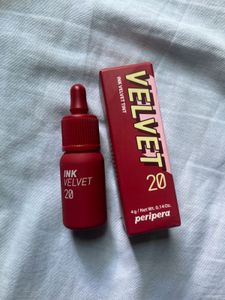 INK
VELVET
20
INK VELVET TINT
VELVET
20
4g / Net Wt. 0.14 Oz.
peripera